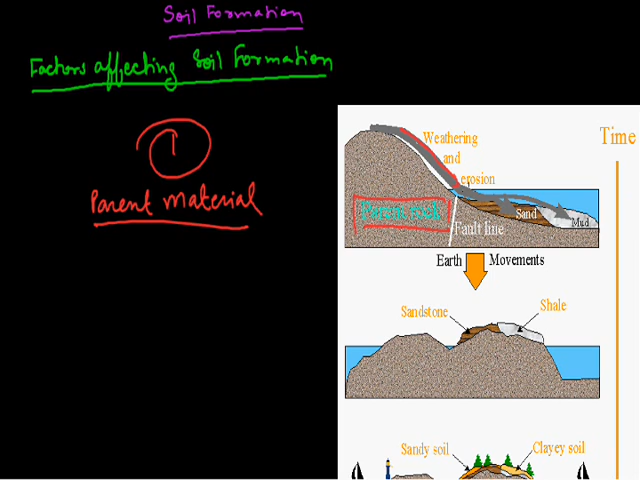 Soil Formation
Factors affecting Soil Formation
1
Parent Material
Time
Weathering
and
erosion
Parent rock
Fault line
Sand
Mud
Earth Movements
Sandstone
Shale
Sandy soil
Clayey soil